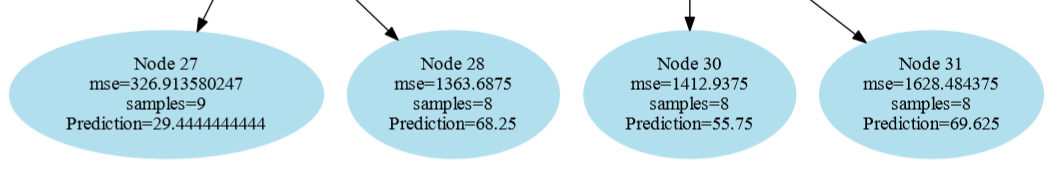 Node 27
mse=326.913580247
samples=9
Prediction=29.4444444444
Node 28
mse=1363.6875
samples=8
Prediction=68.25
Node 30
mse=1412.9375
samples=8
Prediction=55.75
Node 31
mse=1628.484375
samples=8
Prediction=69.625